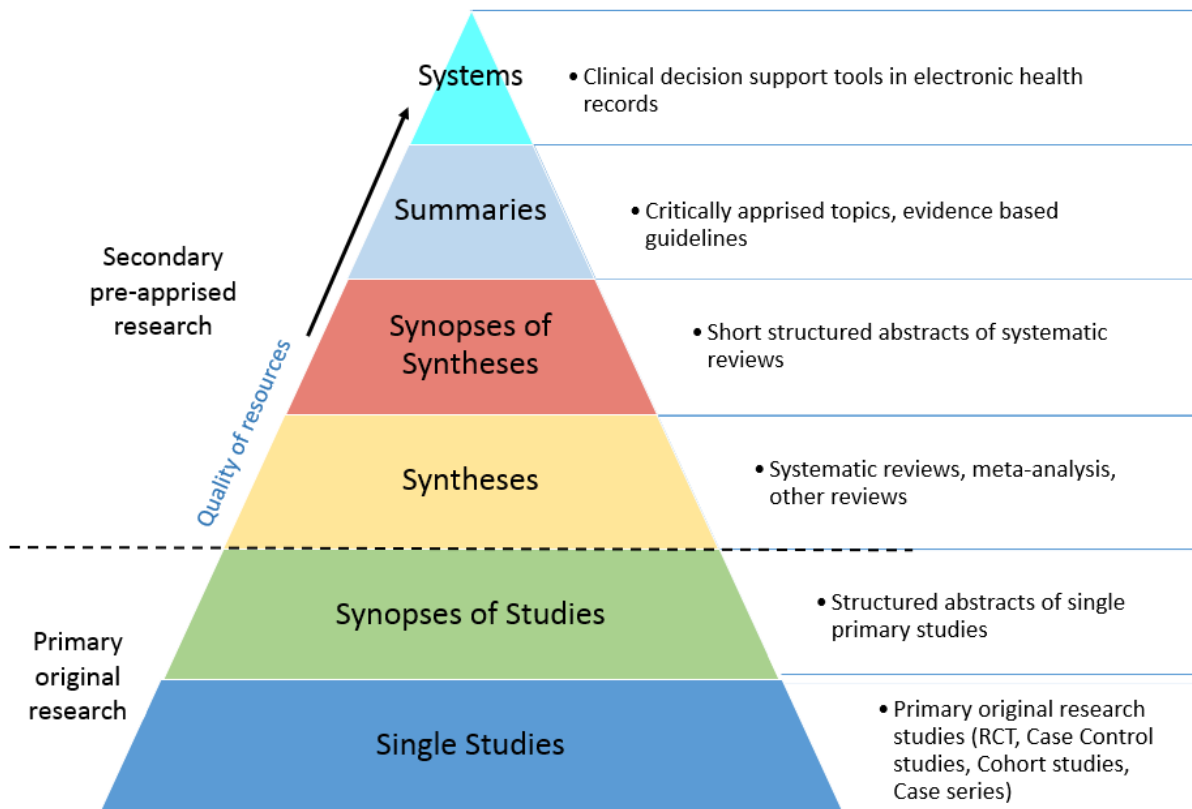 Systems
• Clinical decision support tools in electronic health
records
Summaries
• Critically apprised topics, evidence based
guidelines
Secondary
pre-apprised
research
Quality of resources
Synopses of
Syntheses
• Short structured abstracts of systematic
reviews
Syntheses
• Systematic reviews, meta-analysis,
other reviews
Synopses of Studies
• Structured abstracts of single
primary studies
Primary
original
research
Single Studies
• Primary original research
studies (RCT, Case Control
studies, Cohort studies,
Case series)